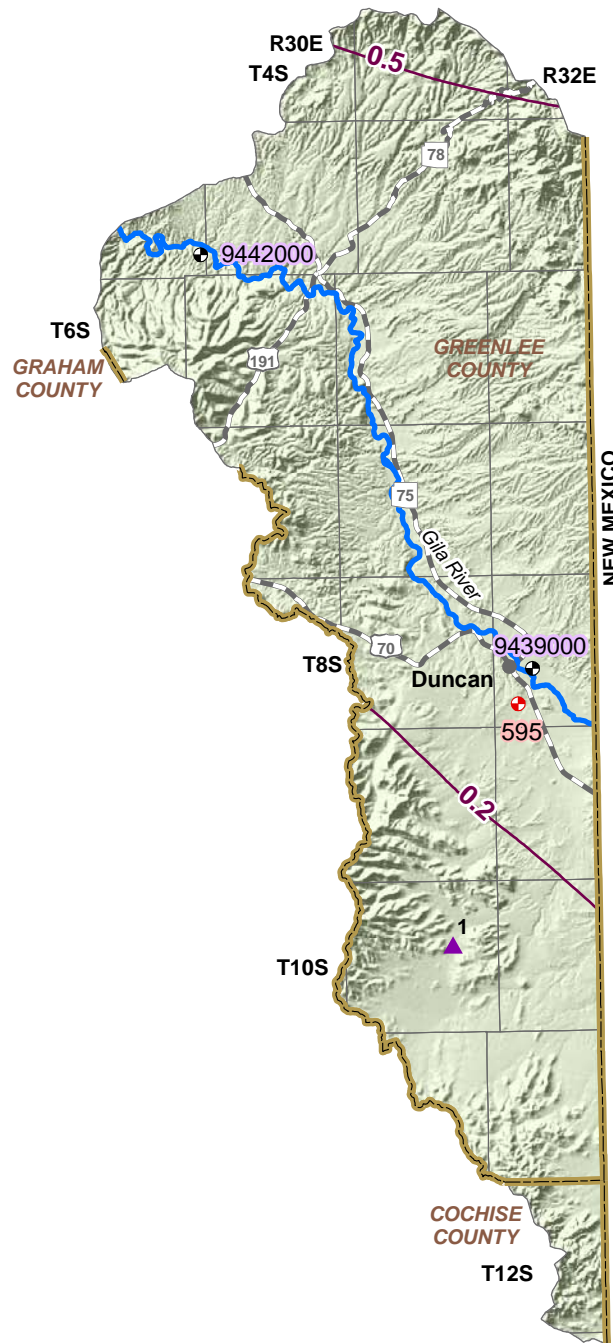 R30E
0.5
T4S
R32E
78
9442000
T6S
GRAHAM
COUNTY
191
GREENLEE
COUNTY
NEW MEXICO
75
Gila River
70
9439000
T8S
Duncan
595
0.2
1
T10S
COCHISE
COUNTY
T12S